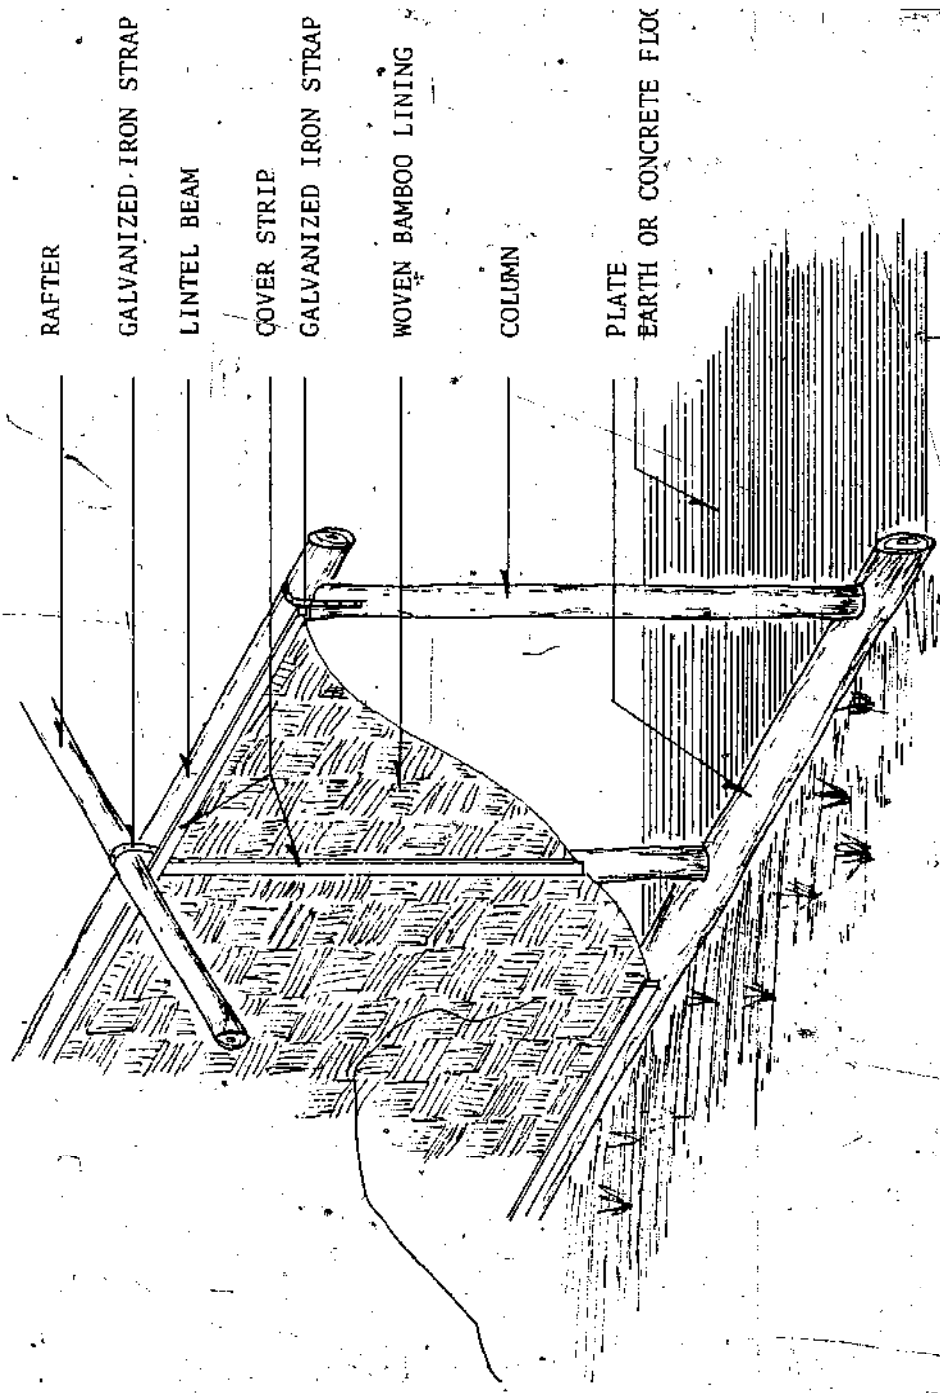 RAFTER
GALVANIZED IRON STRAP
LINTEL BEAM
COVER STRIP
GALVANIZED IRON STRAP
WOVEN BAMBOO LINING
COLUMN
PLATE
EARTH OR CONCRETE FLOO